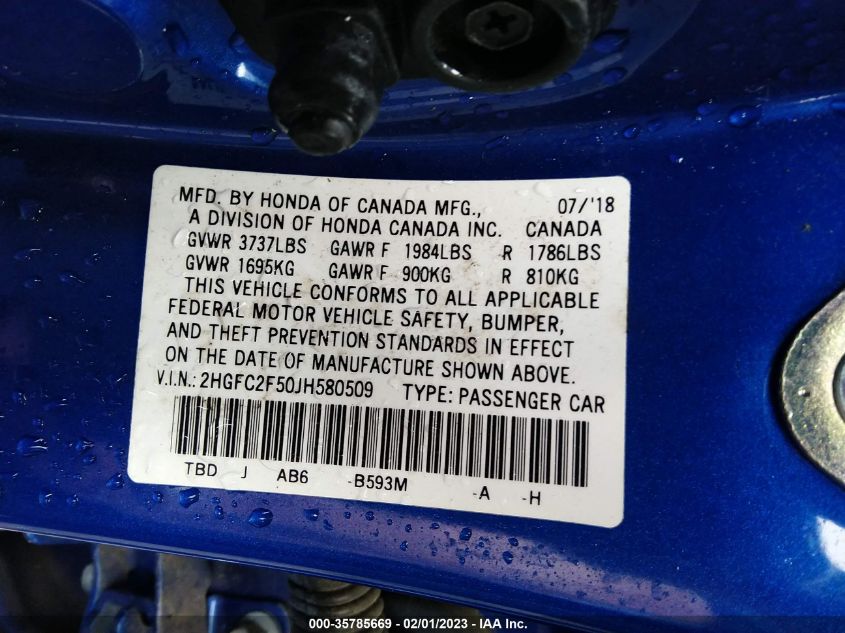 MFD. BY HONDA OF CANADA MFG., 07/'18
A DIVISION OF HONDA CANADA INC. CANADA
GVWR 3737LBS GAWR F 1984LBS R 1786LBS
GVWR 1695KG GAWR F 900KG R 810KG
THIS VEHICLE CONFORMS TO ALL APPLICABLE
FEDERAL MOTOR VEHICLE SAFETY, BUMPER,
AND THEFT PREVENTION STANDARDS IN EFFECT
ON THE DATE OF MANUFACTURE SHOWN ABOVE.
V.I.N.: 2HGFC2F50JH580509 TYPE: PASSENGER CAR
TBD J AB6 -B593M -A -H
000-35785669 - 02/01/2023 - IAA Inc.